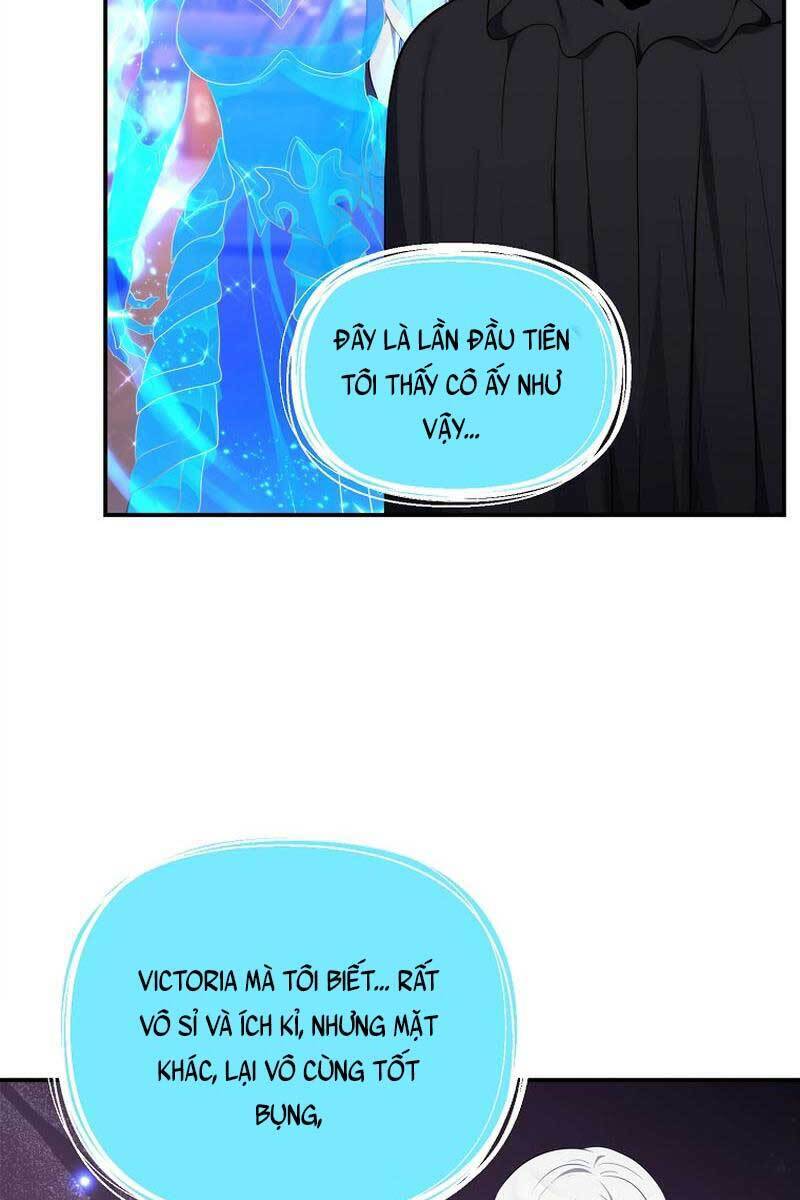 ĐÂY LÀ LẦN ĐẦU TIÊN
TÔI THẤY CÔ ẤY NHƯ
VẬY...
VICTORIA MÀ TÔI BIẾT... RẤT
VÔ SỈ VÀ ÍCH KỈ, NHƯNG MẶT
KHÁC, LẠI VÔ CÙNG TỐT
BỤNG,